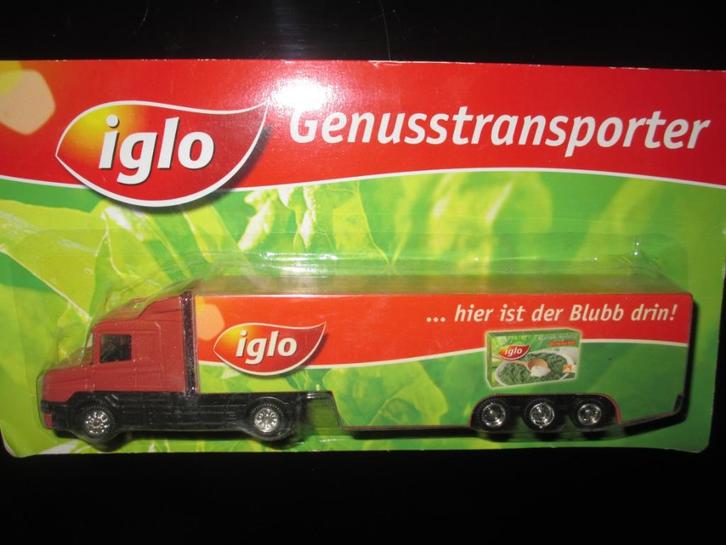 iglo
Genusstransporter
... hier ist der Blubb drin!
iglo
iglo